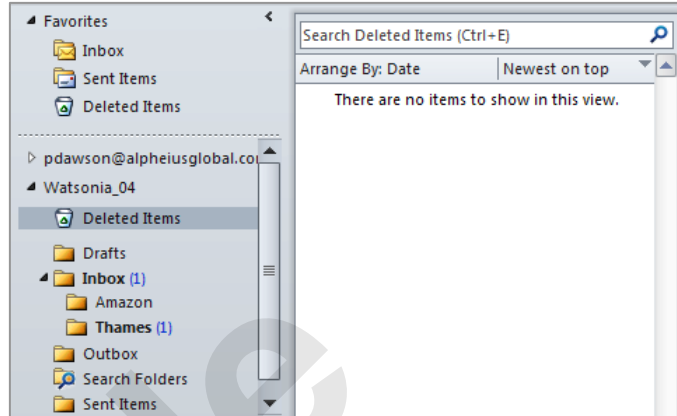 Favorites
Inbox
Sent Items
Deleted Items
pdawson@alpheiusglobal.co
Watsonia_04
Deleted Items
Drafts
Inbox (1)
Amazon
Thames (1)
Outbox
Search Folders
Sent Items
Search Deleted Items (Ctrl+E)
Arrange By: Date
Newest on top
There are no items to show in this view.